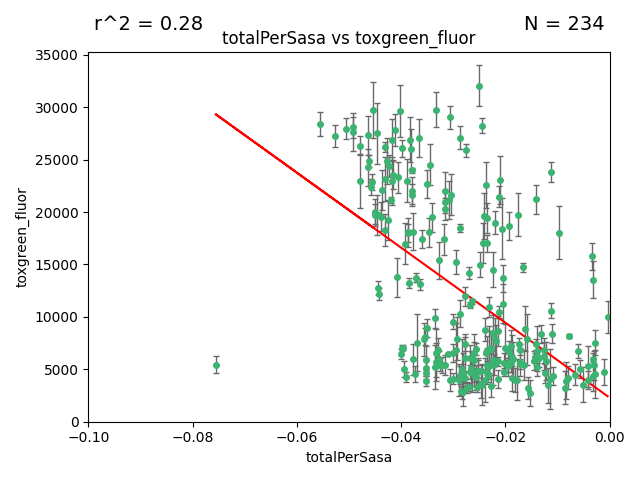 r^2 = 0.28
N = 234
totalPerSasa vs toxgreen_fluor
35000
30000
25000
20000
15000
10000
5000
0
toxgreen_fluor
−0.10
−0.08
−0.06
−0.04
−0.02
0.00
totalPerSasa